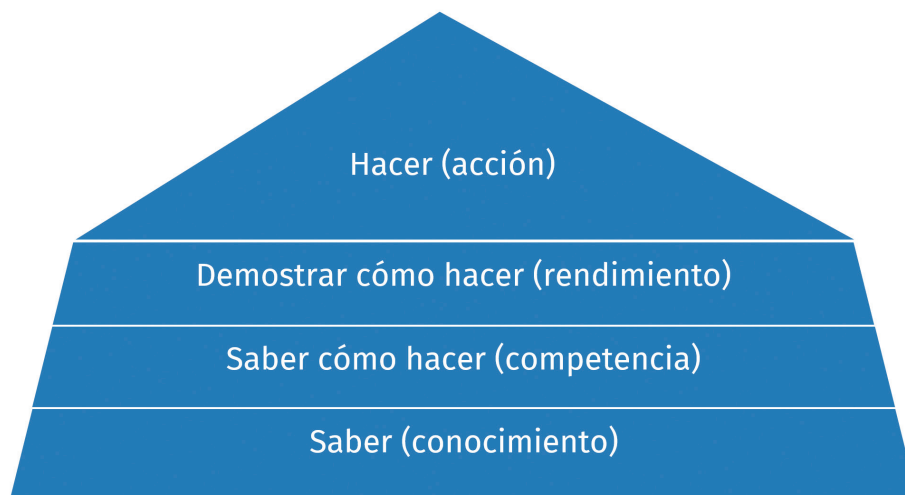 Hacer (acción)
Demostrar cómo hacer (rendimiento)
Saber cómo hacer (competencia)
Saber (conocimiento)